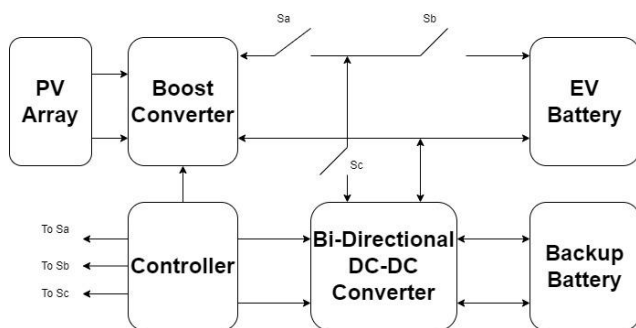 Sa
Sb
PV
Array
Boost
Converter
EV
Battery
Sc
To Sa
To Sb
To Sc
Controller
Bi-Directional
DC-DC
Converter
Backup
Battery